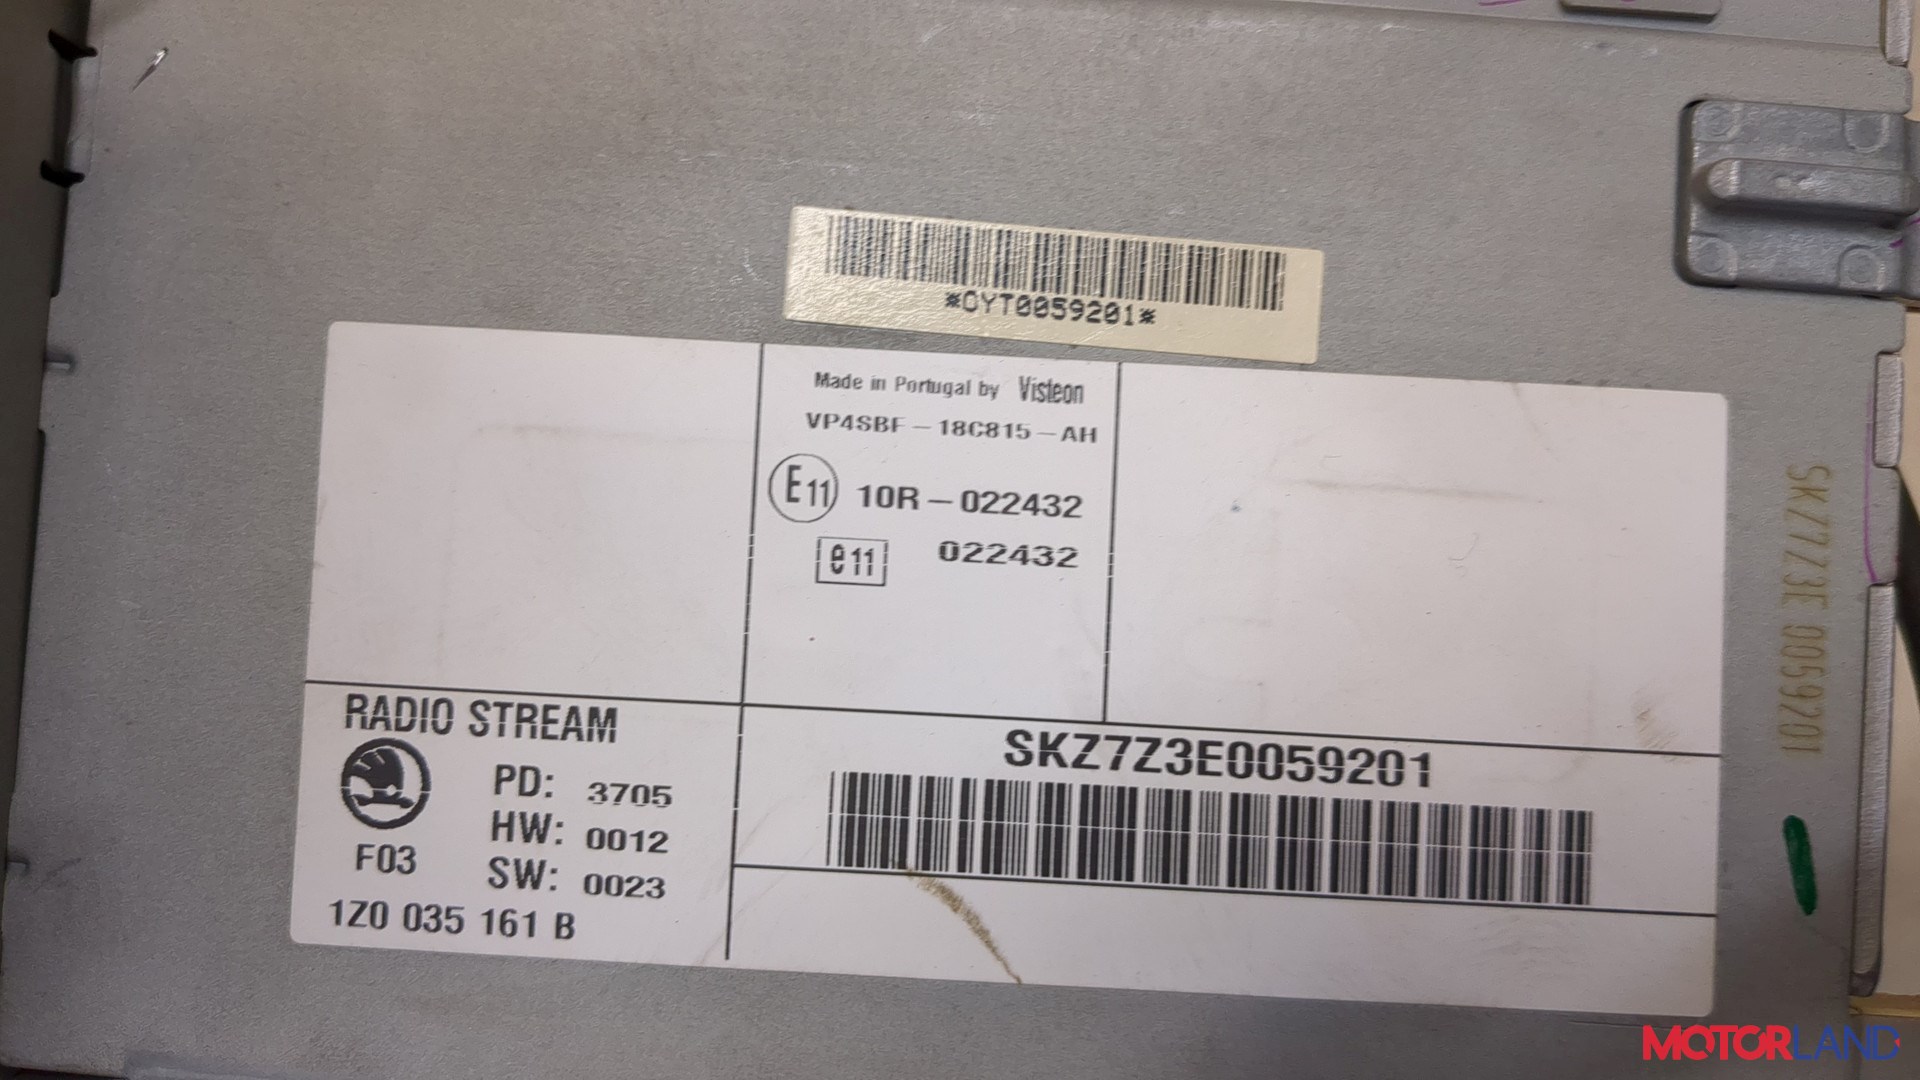 *CYT0059201*
Made in Portugal by Visteon
VP4SBF – 18C815 – AH
E11 10R – 022432
e11 022432
RADIO STREAM
PD: 3705
HW: 0012
F03
SW: 0023
1Z0 035 161 B
SKZ7Z3E0059201
SKZ7Z3E 0059201
MOTORLAND